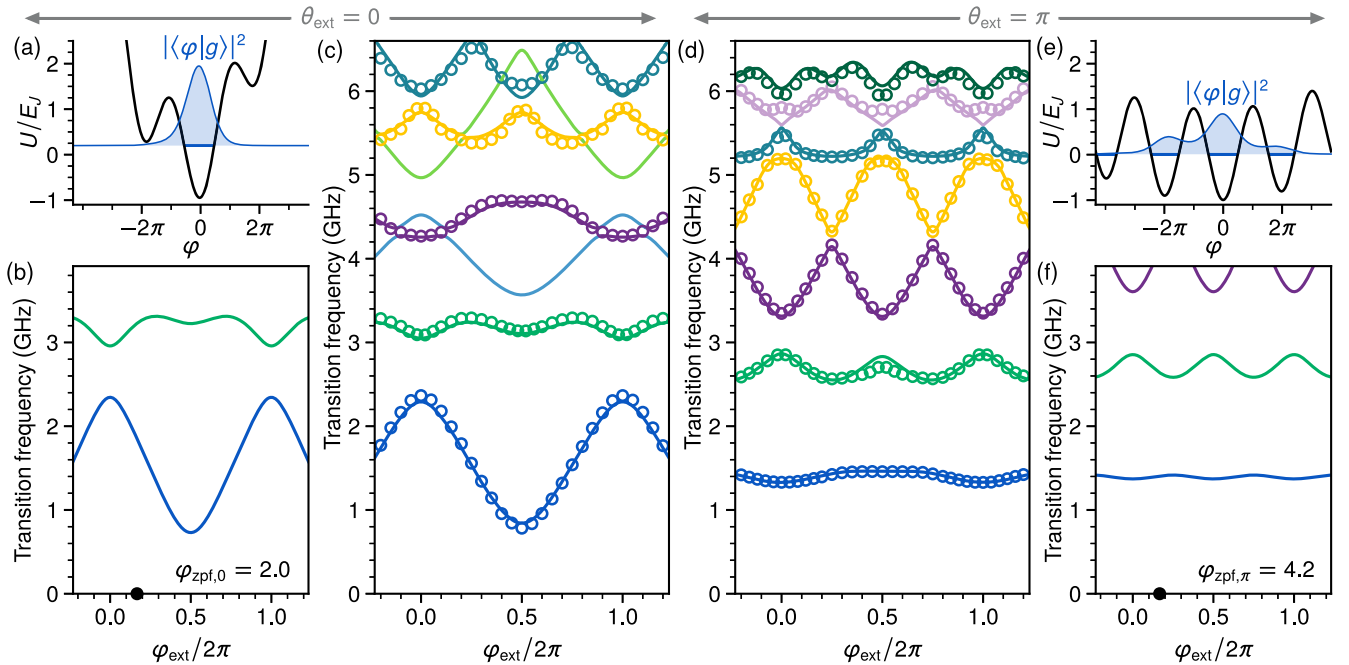 θext = 0
θext = π
(a)
|⟨φ|g⟩|²
U/EJ
2
1
0
−1
−2π
0
2π
φ
(b)
Transition frequency (GHz)
3
2
1
0
φzpf,0 = 2.0
0.0
0.5
1.0
φext/2π
(c)
Transition frequency (GHz)
6
5
4
3
2
1
0
0.0
0.5
1.0
φext/2π
(d)
Transition frequency (GHz)
6
5
4
3
2
1
0
0.0
0.5
1.0
φext/2π
(e)
|⟨φ|g⟩|²
U/EJ
2
1
0
−1
−2π
0
2π
φ
(f)
Transition frequency (GHz)
3
2
1
0
φzpf,π = 4.2
0.0
0.5
1.0
φext/2π